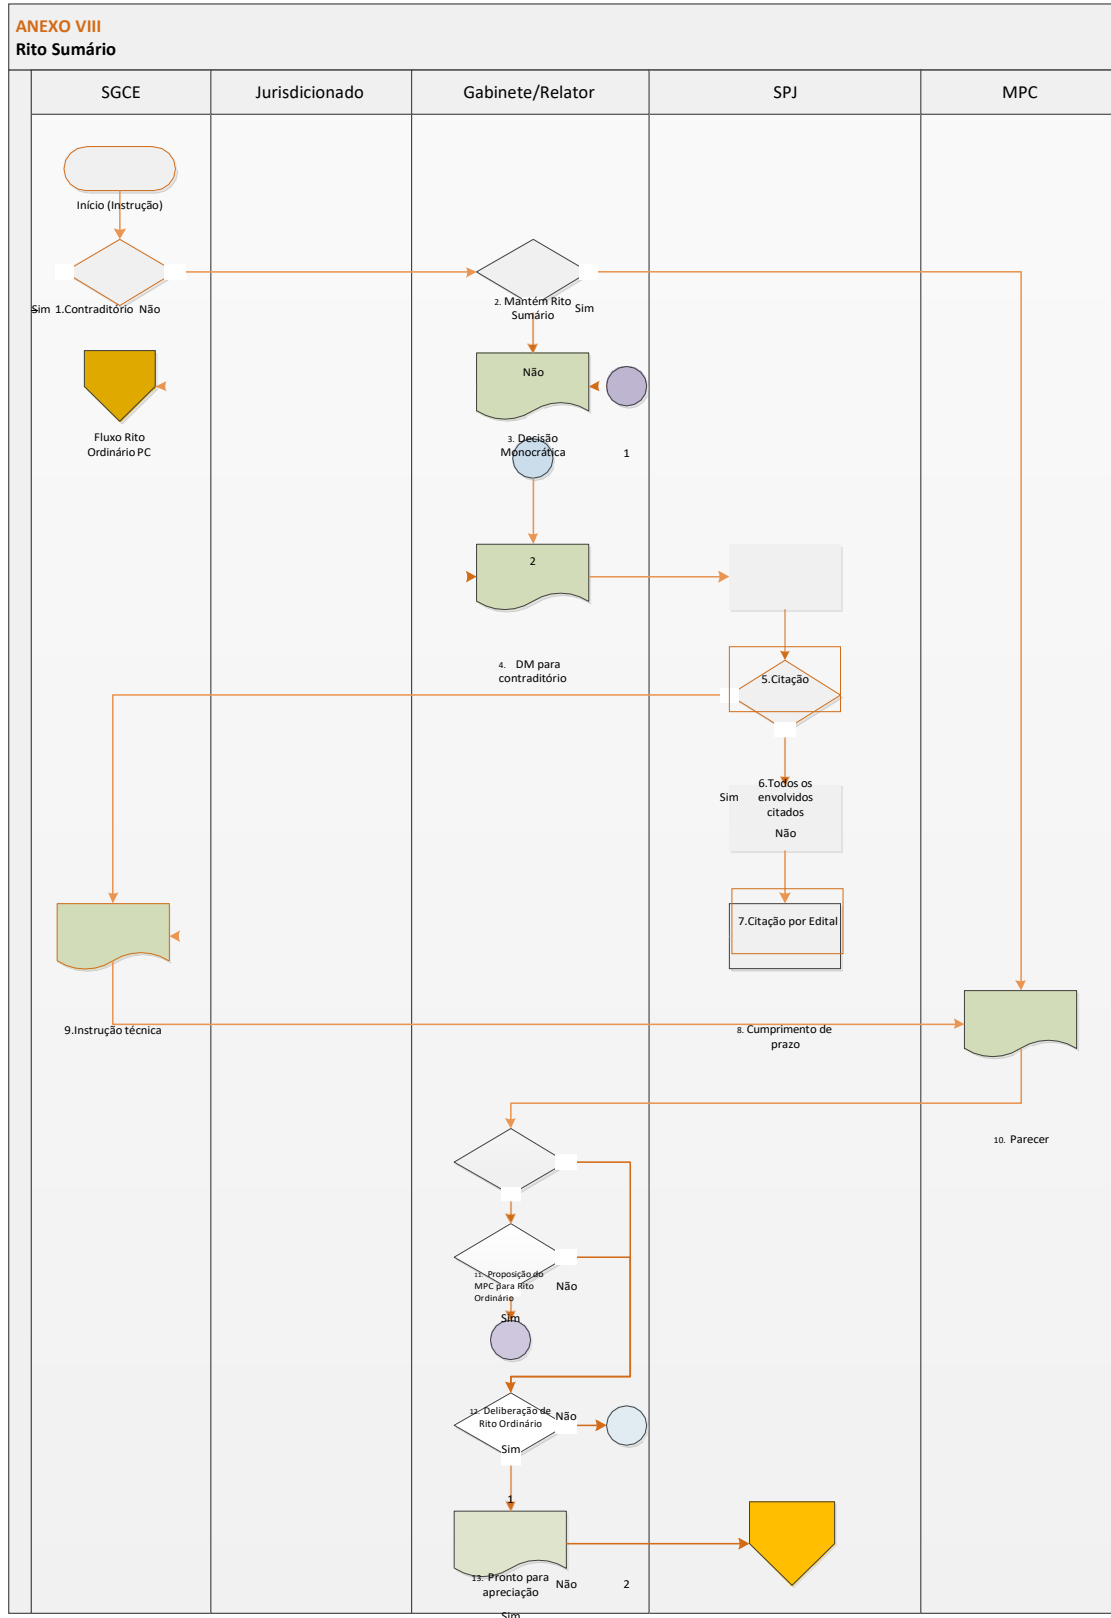 ANEXO VIII
Rito Sumário
SGCE
Jurisdicionado
Gabinete/Relator
SPJ
MPC
Início (Instrução)
Sim 1.Contraditório Não
2. Mantém Rito
Sumário
Sim
Não
Fluxo Rito
Ordinário PC
3. Decisão
Monocrática
1
2
4. DM para
contraditório
5.Citação
6.Todos os
envolvidos
citados
Sim
Não
7.Citação por Edital
9.Instrução técnica
8. Cumprimento de
prazo
10. Parecer
11. Proposição do
MPC para Rito
Ordinário
Não
Sim
12. Deliberação de
Rito Ordinário
Não
Sim
1
13. Pronto para
apreciação
Não
2
Sim